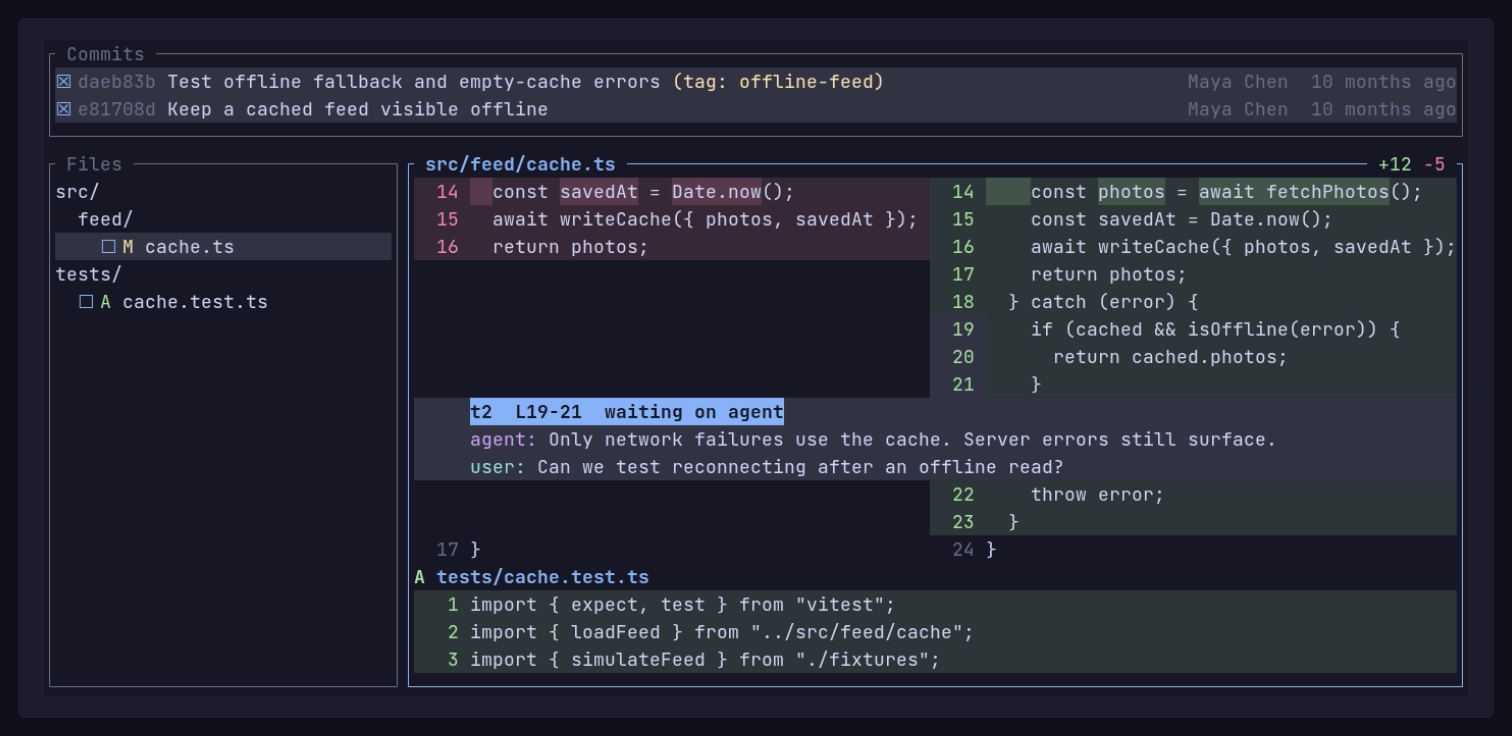 Commits
☒ daeb83b Test offline fallback and empty-cache errors (tag: offline-feed) Maya Chen 10 months ago
☒ e81708d Keep a cached feed visible offline Maya Chen 10 months ago
Files
src/
feed/
☐ M cache.ts
tests/
☐ A cache.test.ts
src/feed/cache.ts +12 -5
14 const savedAt = Date.now(); 14 const photos = await fetchPhotos();
15 await writeCache({ photos, savedAt }); 15 const savedAt = Date.now();
16 return photos; 16 await writeCache({ photos, savedAt });
17 return photos;
18 } catch (error) {
19 if (cached && isOffline(error)) {
20 return cached.photos;
21 }
t2 L19-21 waiting on agent
agent: Only network failures use the cache. Server errors still surface.
user: Can we test reconnecting after an offline read?
22 throw error;
23 }
17 } 24 }
A tests/cache.test.ts
1 import { expect, test } from "vitest";
2 import { loadFeed } from "../src/feed/cache";
3 import { simulateFeed } from "./fixtures";